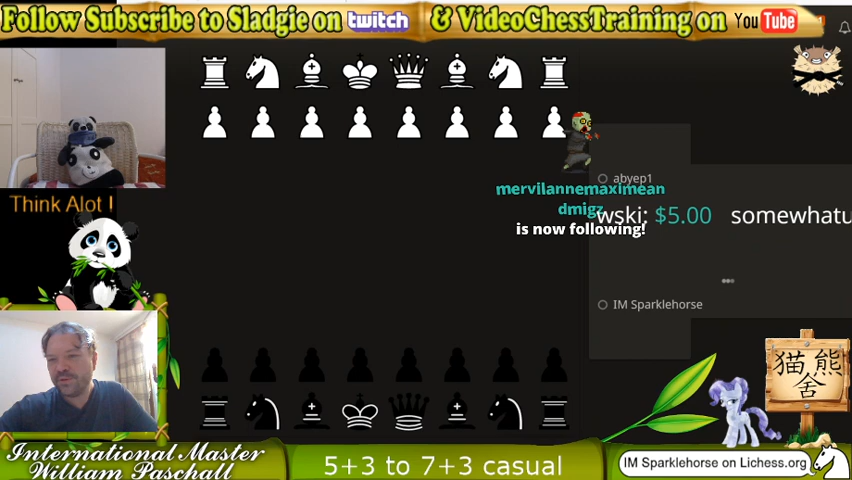 Follow Subscribe to Sladgie on twitch & VideoChessTraining on YouTube
Think Alot !
abyep1
mervilannemaximean
dmigz
wski: $5.00 somewhatu
is now following!
IM Sparklehorse
猫熊
舍
International Master
William Paschall
5+3 to 7+3 casual
IM Sparklehorse on Lichess.org